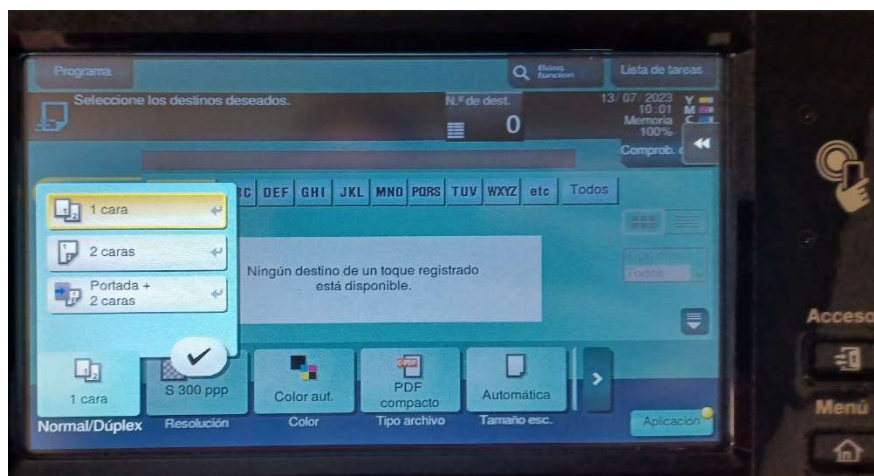 Programa
Búsq. función
Lista de tareas
Seleccione los destinos deseados.
N.º de dest.
0
13/07/2023
10:01
Memoria
100%
Y
M
C
Comprob.
DEF GHI JKL MNO PQRS TUV WXYZ etc Todos
1 cara
2 caras
Portada +
2 caras
Ningún destino de un toque registrado
está disponible.
Todos
1 cara
S 300 ppp
Color aut.
PDF
compacto
Automática
Normal/Dúplex
Resolución
Color
Tipo archivo
Tamaño esc.
Aplicación
Acceso
Menú